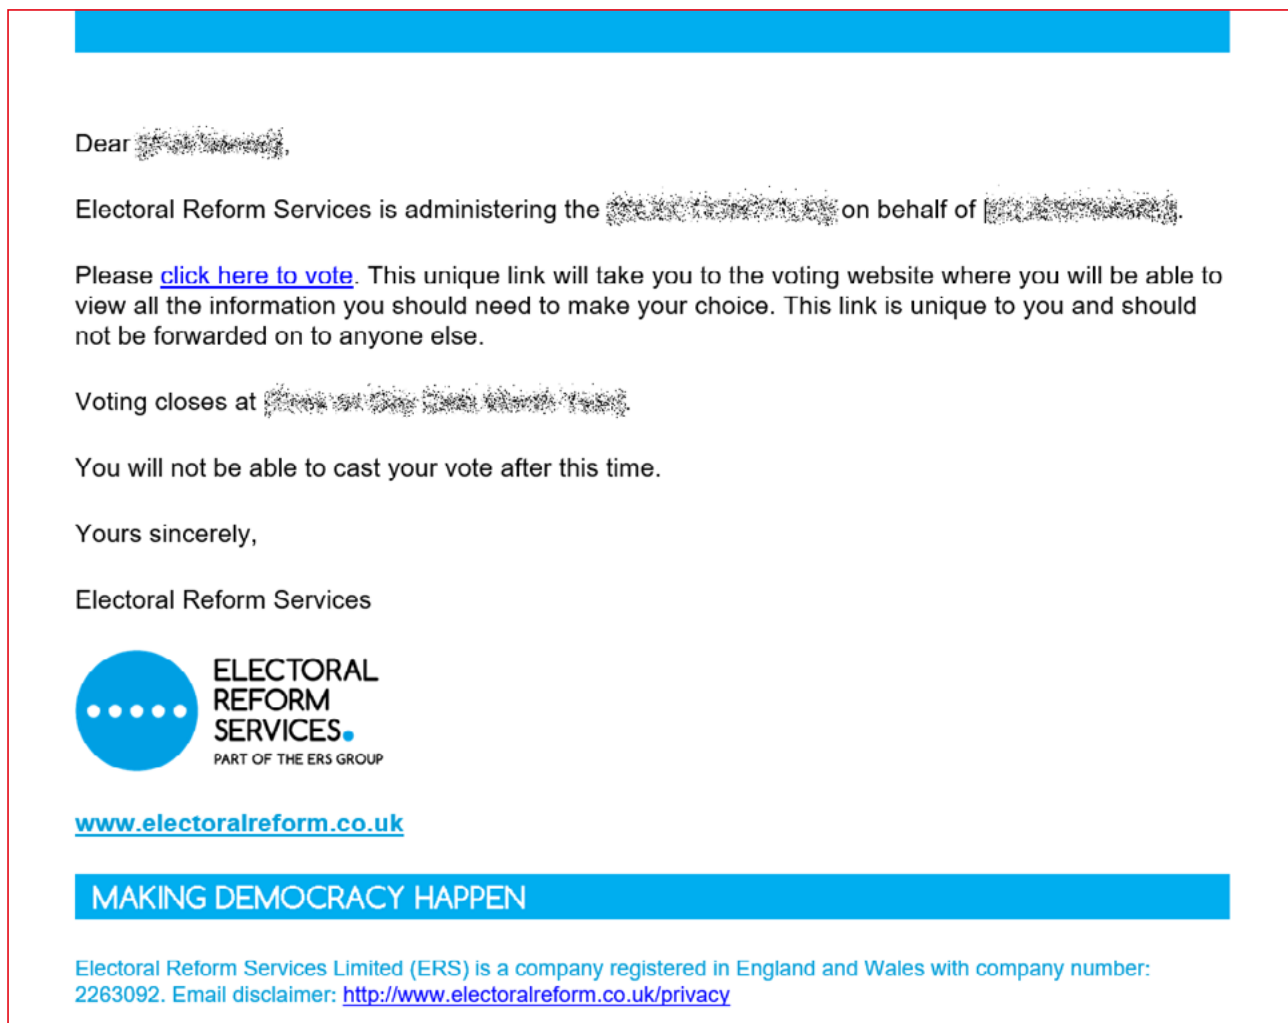 Dear ,
Electoral Reform Services is administering the on behalf of .
Please click here to vote. This unique link will take you to the voting website where you will be able to
view all the information you should need to make your choice. This link is unique to you and should
not be forwarded on to anyone else.
Voting closes at .
You will not be able to cast your vote after this time.
Yours sincerely,
Electoral Reform Services
ELECTORAL
REFORM
SERVICES.
PART OF THE ERS GROUP
www.electoralreform.co.uk
MAKING DEMOCRACY HAPPEN
Electoral Reform Services Limited (ERS) is a company registered in England and Wales with company number:
2263092. Email disclaimer: http://www.electoralreform.co.uk/privacy